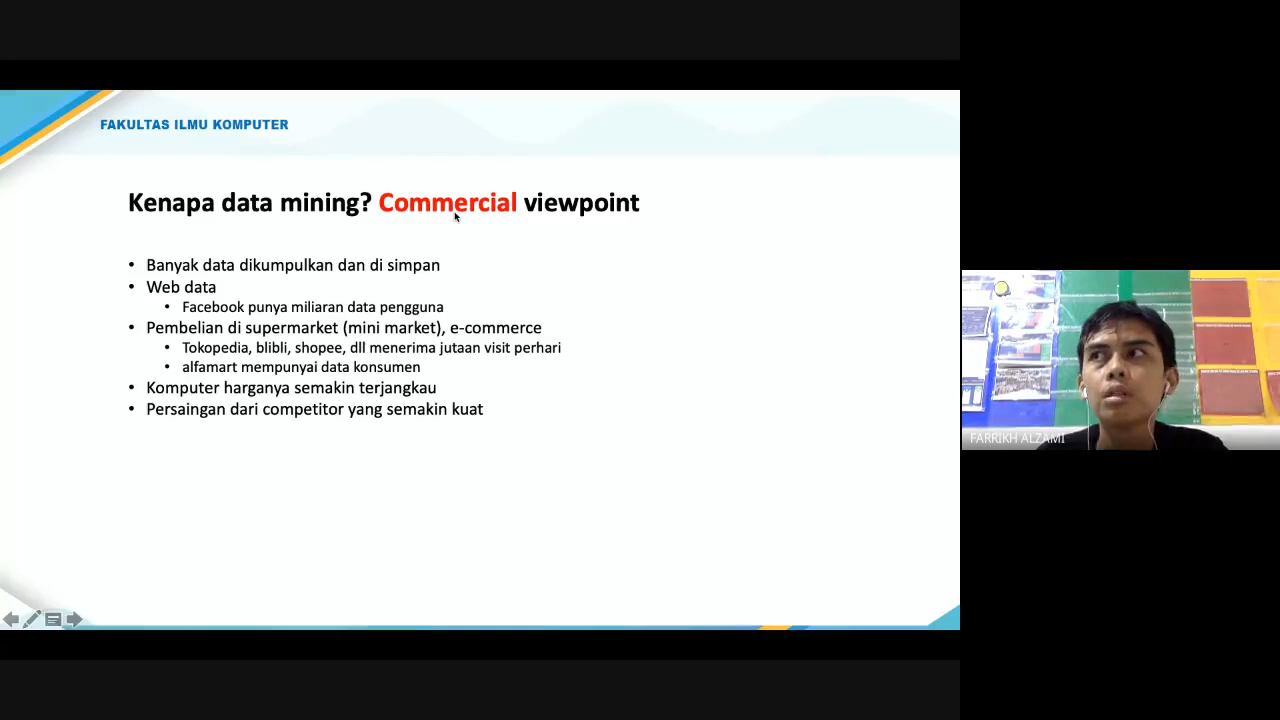 FAKULTAS ILMU KOMPUTER
Kenapa data mining? Commercial viewpoint
• Banyak data dikumpulkan dan di simpan
• Web data
• Facebook punya miliaran data pengguna
• Pembelian di supermarket (mini market), e-commerce
• Tokopedia, blibli, shopee, dll menerima jutaan visit perhari
• alfamart mempunyai data konsumen
• Komputer harganya semakin terjangkau
• Persaingan dari competitor yang semakin kuat
FARRIKH ALZAMI